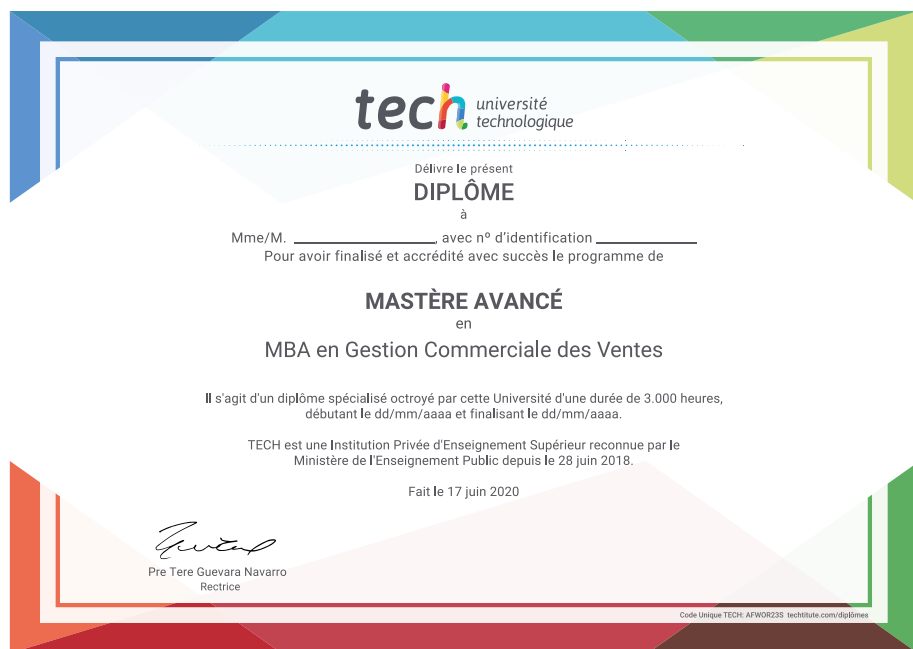 tech université
technologique
Délivre le présent
DIPLÔME
à
Mme/M. ____________, avec nº d'identification ____________
Pour avoir finalisé et accrédité avec succès le programme de
MASTÈRE AVANCÉ
en
MBA en Gestion Commerciale des Ventes
Il s'agit d'un diplôme spécialisé octroyé par cette Université d'une durée de 3.000 heures,
débutant le dd/mm/aaaa et finalisant le dd/mm/aaaa.
TECH est une Institution Privée d'Enseignement Supérieur reconnue par le
Ministère de l'Enseignement Public depuis le 28 juin 2018.
Fait le 17 juin 2020
Pre Tere Guevara Navarro
Rectrice
Code Unique TECH: AFWOR23S techtitute.com/diplômes